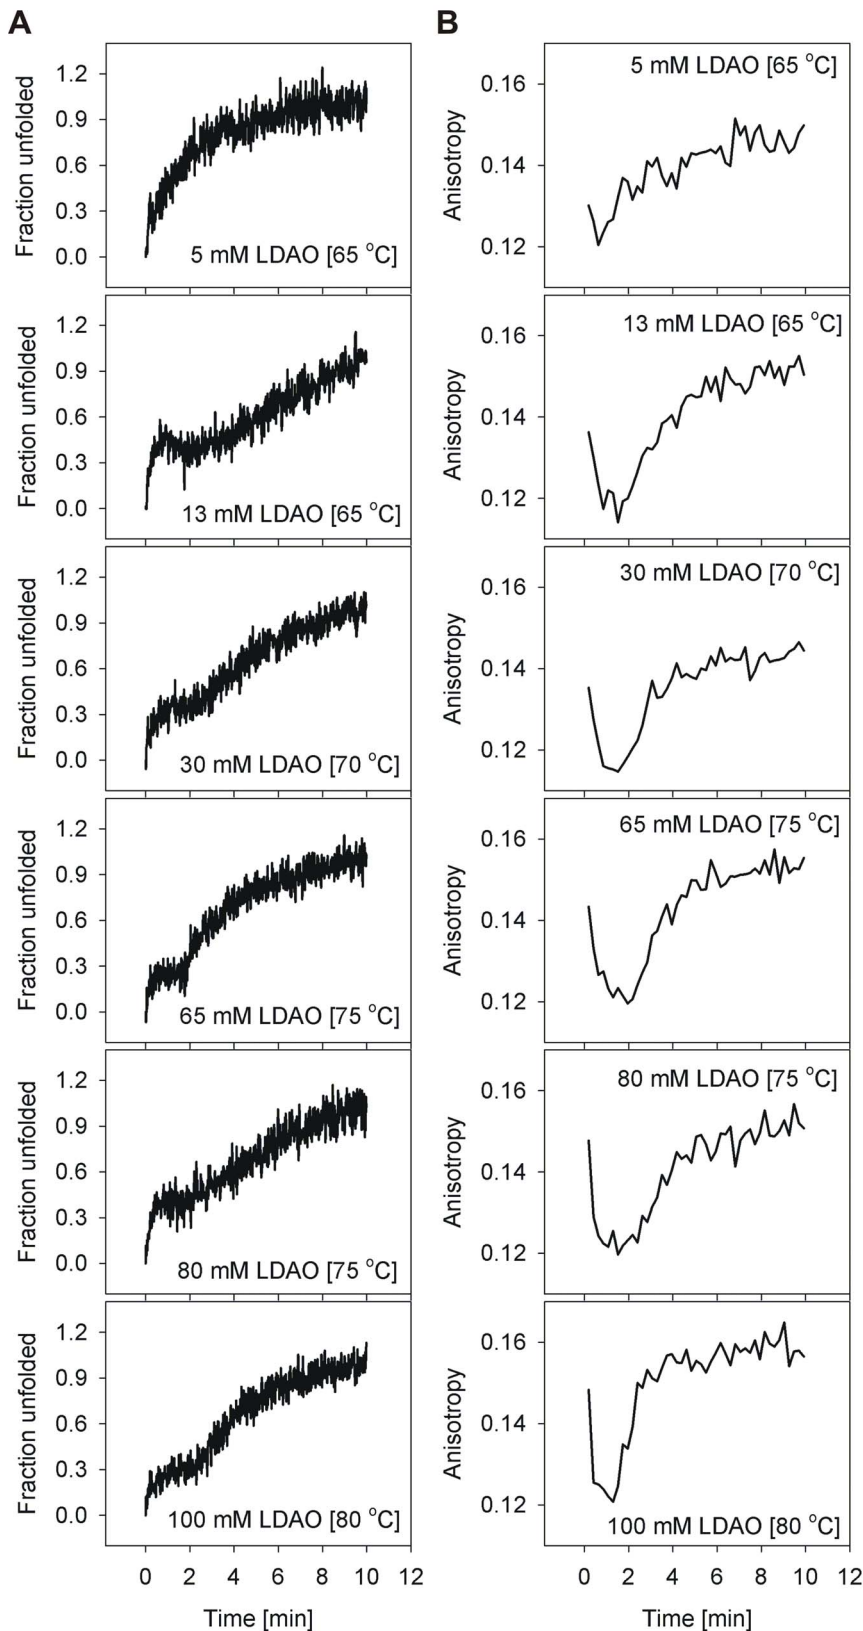 A
B
1.2
0.9
0.6
0.3
0.0
Fraction unfolded
5 mM LDAO [65 °C]
0.16
0.14
0.12
Anisotropy
5 mM LDAO [65 °C]
1.2
0.9
0.6
0.3
0.0
Fraction unfolded
13 mM LDAO [65 °C]
0.16
0.14
0.12
Anisotropy
13 mM LDAO [65 °C]
1.2
0.9
0.6
0.3
0.0
Fraction unfolded
30 mM LDAO [70 °C]
0.16
0.14
0.12
Anisotropy
30 mM LDAO [70 °C]
1.2
0.9
0.6
0.3
0.0
Fraction unfolded
65 mM LDAO [75 °C]
0.16
0.14
0.12
Anisotropy
65 mM LDAO [75 °C]
1.2
0.9
0.6
0.3
0.0
Fraction unfolded
80 mM LDAO [75 °C]
0.16
0.14
0.12
Anisotropy
80 mM LDAO [75 °C]
1.2
0.9
0.6
0.3
0.0
Fraction unfolded
100 mM LDAO [80 °C]
0.16
0.14
0.12
Anisotropy
100 mM LDAO [80 °C]
0 2 4 6 8 10 12
Time [min]
0 2 4 6 8 10 12
Time [min]